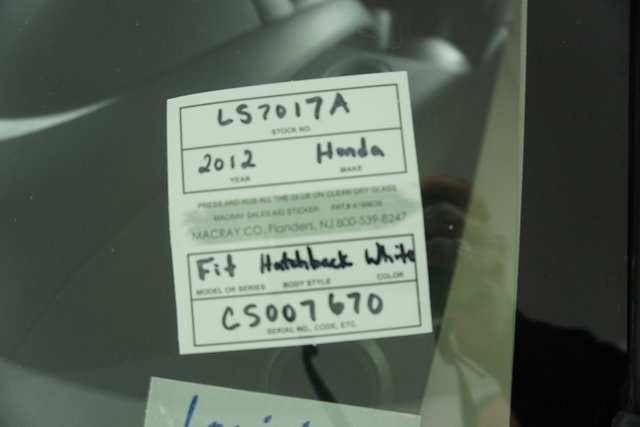 LS7017A
STOCK NO.
2012 Honda
YEAR MAKE
PRESS AND RUB ALL THE GLUE-ON CLEAN DRY GLASS
MACRAY SALES AID STICKER PAT#
MACRAY CO. Flanders, NJ 800-539-8247
Fit Hatchback White
MODEL OR SERIES BODY STYLE COLOR
CS007670
SERIAL NO., CODE, ETC.